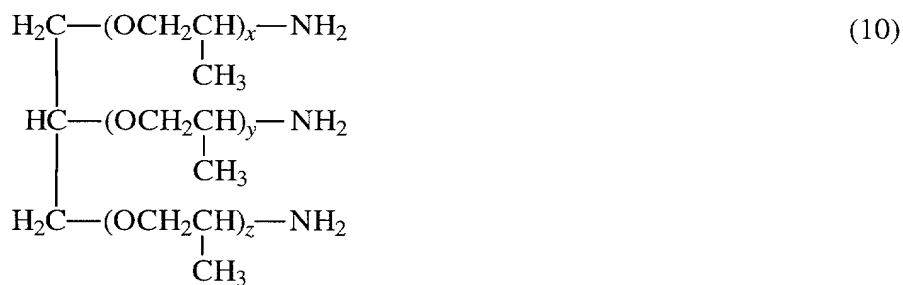 H₂C—(OCH₂CH)ₓ—NH₂ (10)
CH₃
HC—(OCH₂CH)y—NH₂
CH₃
H₂C—(OCH₂CH)z—NH₂
CH₃